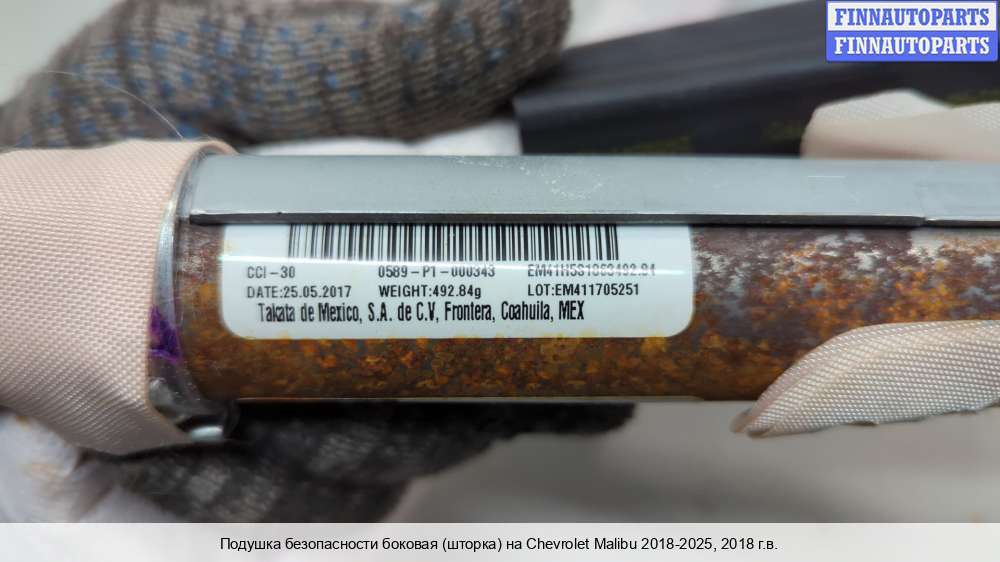 FINNAUTOPARTS
FINNAUTOPARTS
CCI-30 0589-P1-000343
DATE:25.05.2017 WEIGHT:492.84g LOT:EM411705251
Takata de Mexico, S.A. de C.V, Frontera, Coahuila, MEX
Подушка безопасности боковая (шторка) на Chevrolet Malibu 2018-2025, 2018 г.в.